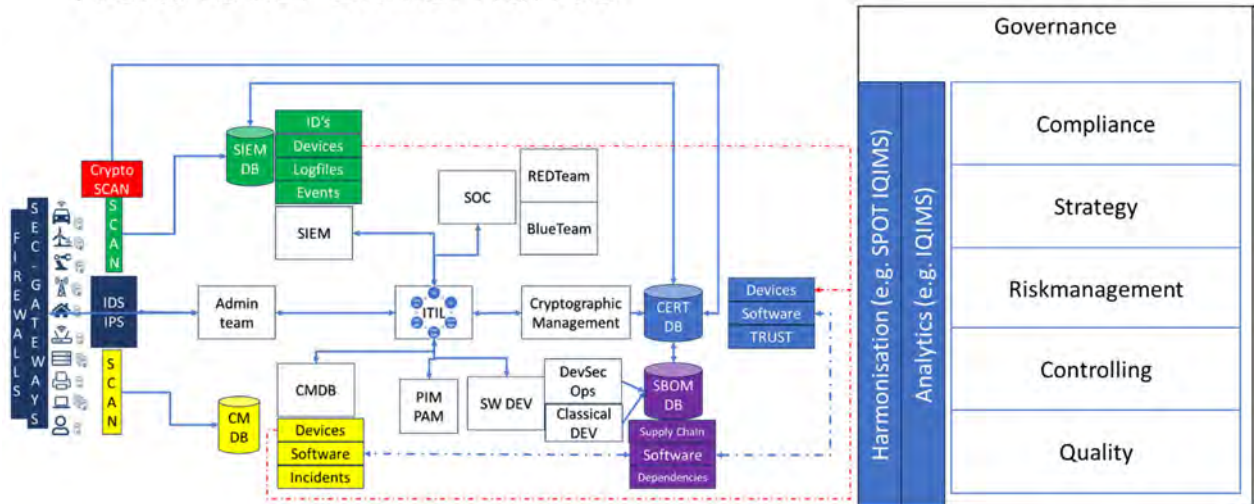 Governance
Harmonisation (e.g. SPOT IQIMS)
Analytics (e.g. IQIMS)
Compliance
Strategy
Riskmanagement
Controlling
Quality
FIREWALLS
SEC-GATEWAYS
Crypto
SCAN
SCAN
IDS
IPS
SCAN
SIEM
DB
ID's
Devices
Logfiles
Events
SIEM
SOC
REDTeam
BlueTeam
Admin
team
ITIL
Cryptographic
Management
CERT
DB
Devices
Software
TRUST
CM
DB
CMDB
Devices
Software
Incidents
PIM
PAM
SW DEV
DevSec
Ops
Classical
DEV
SBOM
DB
Supply Chain
Software
Dependencies